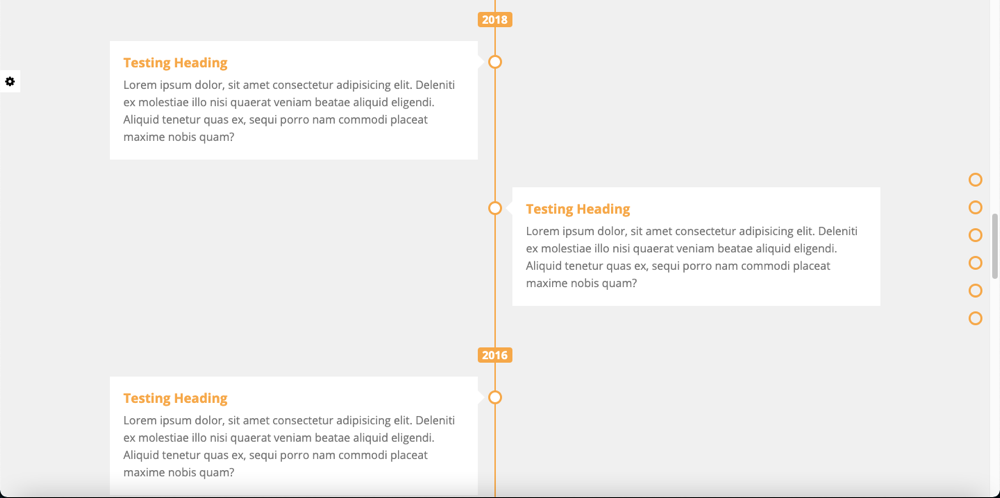 2018
Testing Heading
Lorem ipsum dolor, sit amet consectetur adipisicing elit. Deleniti
ex molestiae illo nisi quaerat veniam beatae aliquid eligendi.
Aliquid tenetur quas ex, sequi porro nam commodi placeat
maxime nobis quam?
Testing Heading
Lorem ipsum dolor, sit amet consectetur adipisicing elit. Deleniti
ex molestiae illo nisi quaerat veniam beatae aliquid eligendi.
Aliquid tenetur quas ex, sequi porro nam commodi placeat
maxime nobis quam?
2016
Testing Heading
Lorem ipsum dolor, sit amet consectetur adipisicing elit. Deleniti
ex molestiae illo nisi quaerat veniam beatae aliquid eligendi.
Aliquid tenetur quas ex, sequi porro nam commodi placeat
maxime nobis quam?